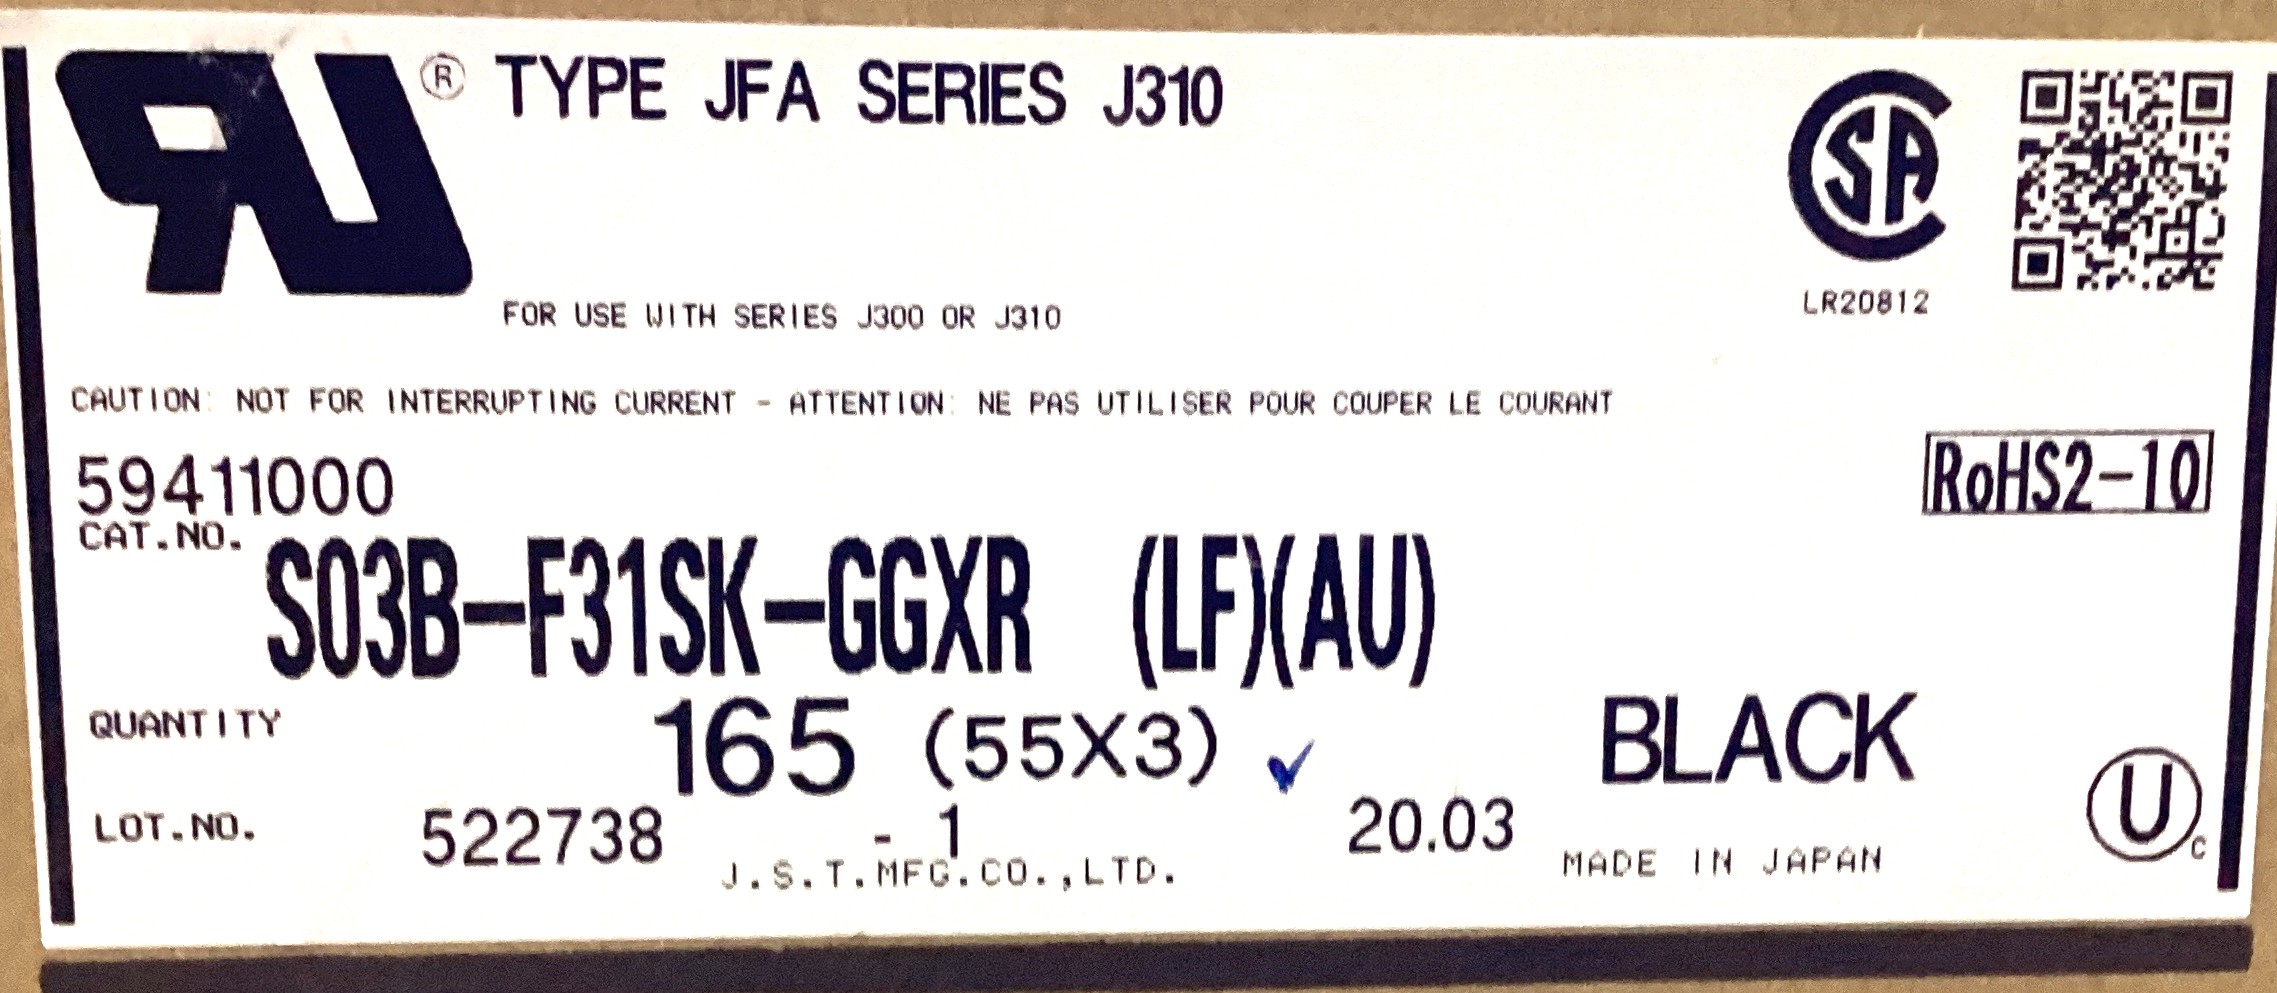 ® TYPE JFA SERIES J310
CSA
LR20812
FOR USE WITH SERIES J300 OR J310
CAUTION: NOT FOR INTERRUPTING CURRENT - ATTENTION: NE PAS UTILISER POUR COUPER LE COURANT
59411000
RoHS2-10
CAT.NO.
S03B-F31SK-GGXR (LF)(AU)
QUANTITY 165 (55X3) BLACK
LOT.NO. 522738 - 1 20.03
J.S.T.MFG.CO.,LTD.
MADE IN JAPAN
U
C